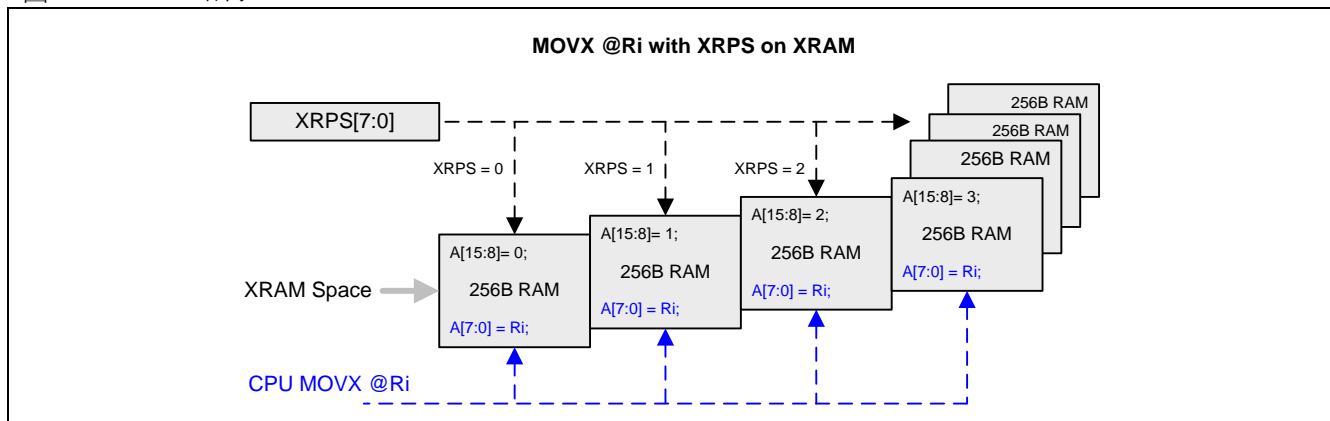 MOVX @Ri with XRPS on XRAM
XRPS[7:0]
256B RAM
256B RAM
256B RAM
XRPS = 0
XRPS = 1
XRPS = 2
A[15:8]= 0;
256B RAM
A[7:0] = Ri;
A[15:8]= 1;
256B RAM
A[7:0] = Ri;
A[15:8]= 2;
256B RAM
A[7:0] = Ri;
A[15:8]= 3;
256B RAM
A[7:0] = Ri;
XRAM Space
CPU MOVX @Ri